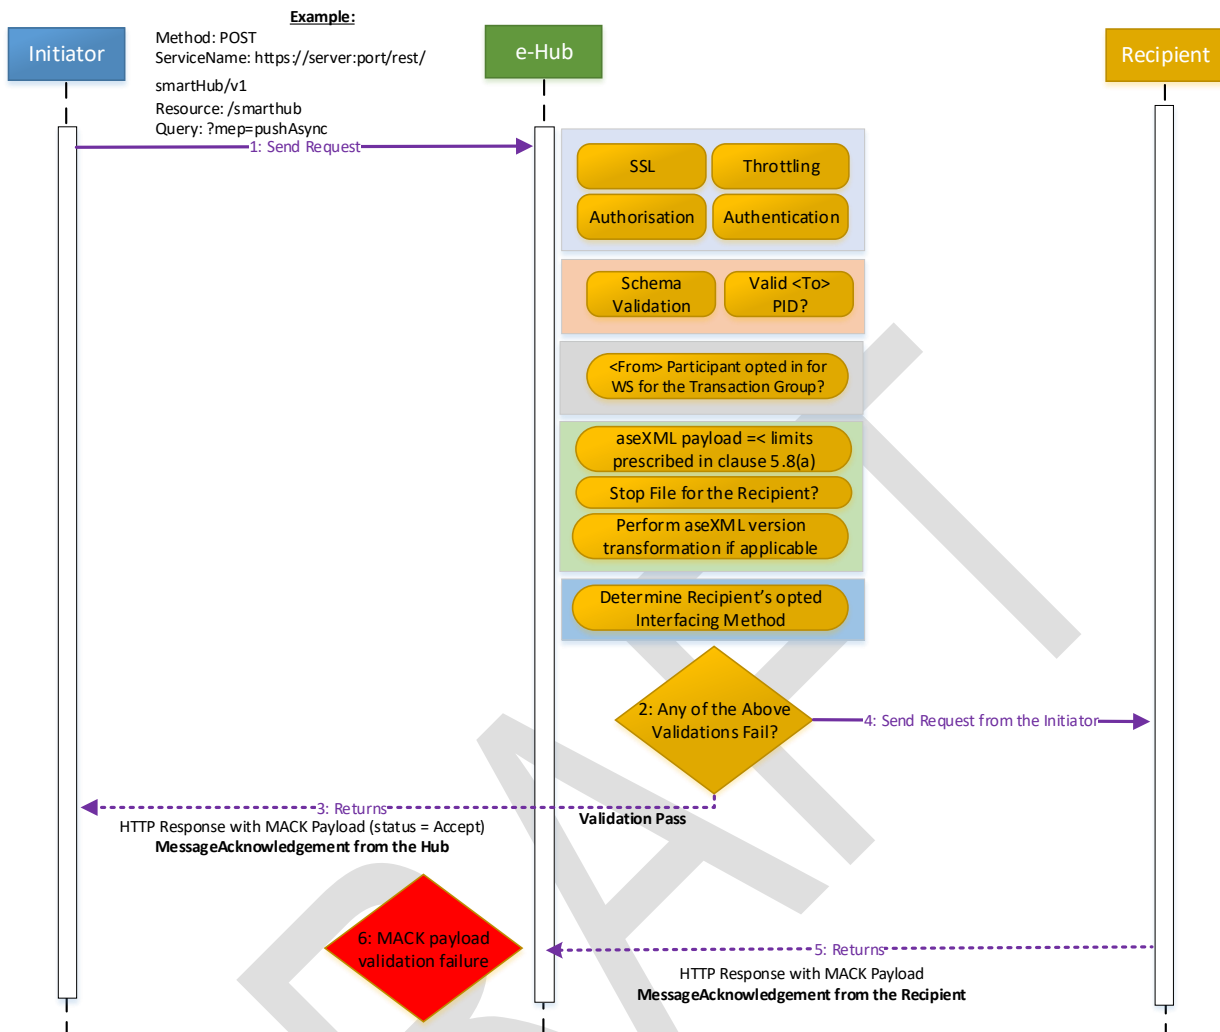 Example:
Method: POST
ServiceName: https://server:port/rest/
smartHub/v1
Resource: /smarthub
Query: ?mep=pushAsync
Initiator
e-Hub
Recipient
1: Send Request
SSL
Throttling
Authorisation
Authentication
Schema
Validation
Valid <To>
PID?
<From> Participant opted in for
WS for the Transaction Group?
aseXML payload =< limits
prescribed in clause 5.8(a)
Stop File for the Recipient?
Perform aseXML version
transformation if applicable
Determine Recipient's opted
Interfacing Method
2: Any of the Above
Validations Fail?
4: Send Request from the Initiator
3: Returns
HTTP Response with MACK Payload (status = Accept)
MessageAcknowledgement from the Hub
Validation Pass
6: MACK payload
validation failure
5: Returns
HTTP Response with MACK Payload
MessageAcknowledgement from the Recipient
DRAFT